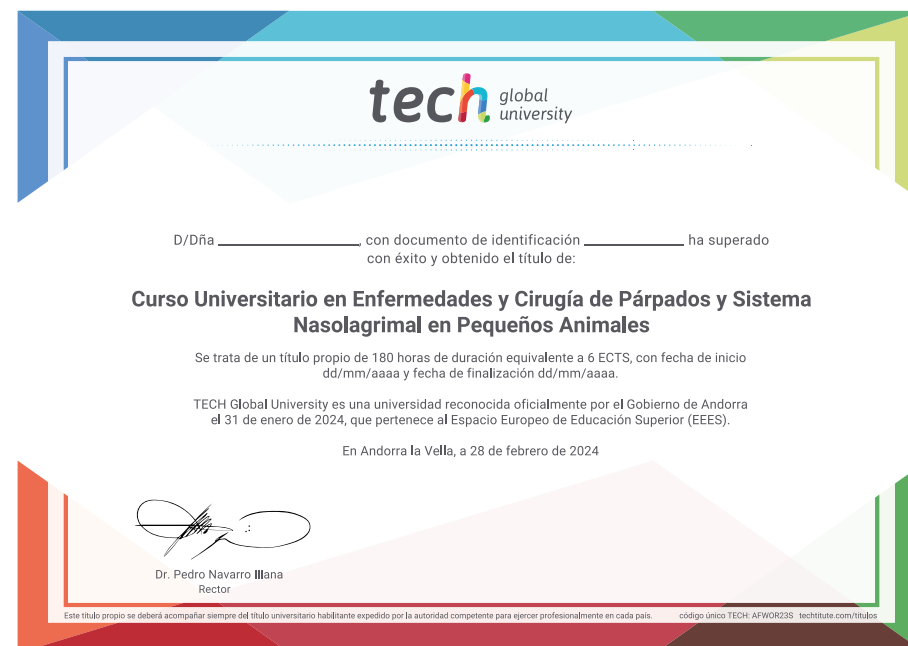 tech global university
D/Dña ____________________, con documento de identificación ______________ ha superado
con éxito y obtenido el título de:
Curso Universitario en Enfermedades y Cirugía de Párpados y Sistema
Nasolagrimal en Pequeños Animales
Se trata de un título propio de 180 horas de duración equivalente a 6 ECTS, con fecha de inicio
dd/mm/aaaa y fecha de finalización dd/mm/aaaa.
TECH Global University es una universidad reconocida oficialmente por el Gobierno de Andorra
el 31 de enero de 2024, que pertenece al Espacio Europeo de Educación Superior (EEES).
En Andorra la Vella, a 28 de febrero de 2024
Dr. Pedro Navarro Illana
Rector
Este título propio se deberá acompañar siempre del título universitario habilitante expedido por la autoridad competente para ejercer profesionalmente en cada país. código único TECH: AFWOR23S techtitute.com/titulos